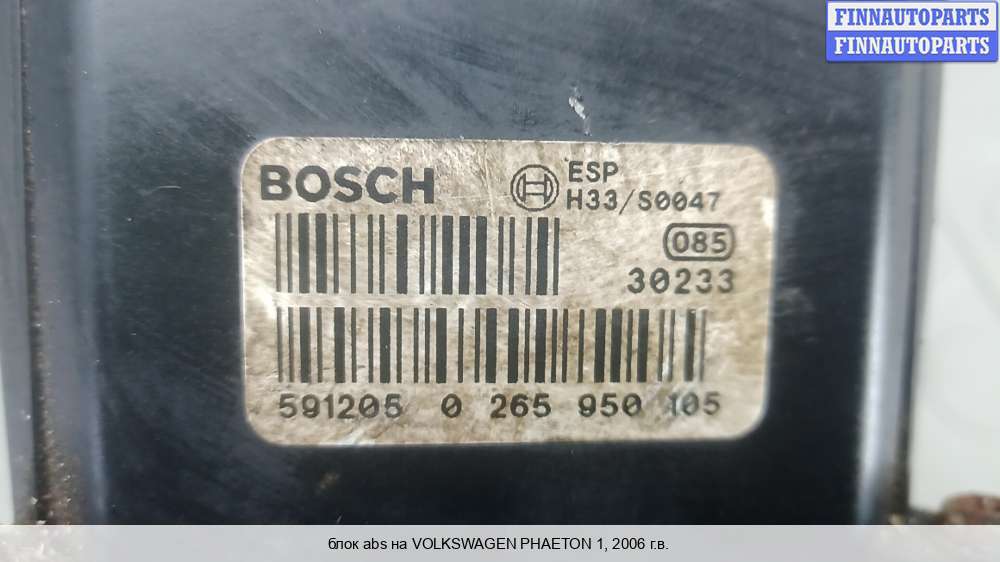 FINNAUTOPARTS
FINNAUTOPARTS
BOSCH
ESP
H33/S0047
085
30233
591205 0 265 950 105
блок abs на VOLKSWAGEN PHAETON 1, 2006 г.в.